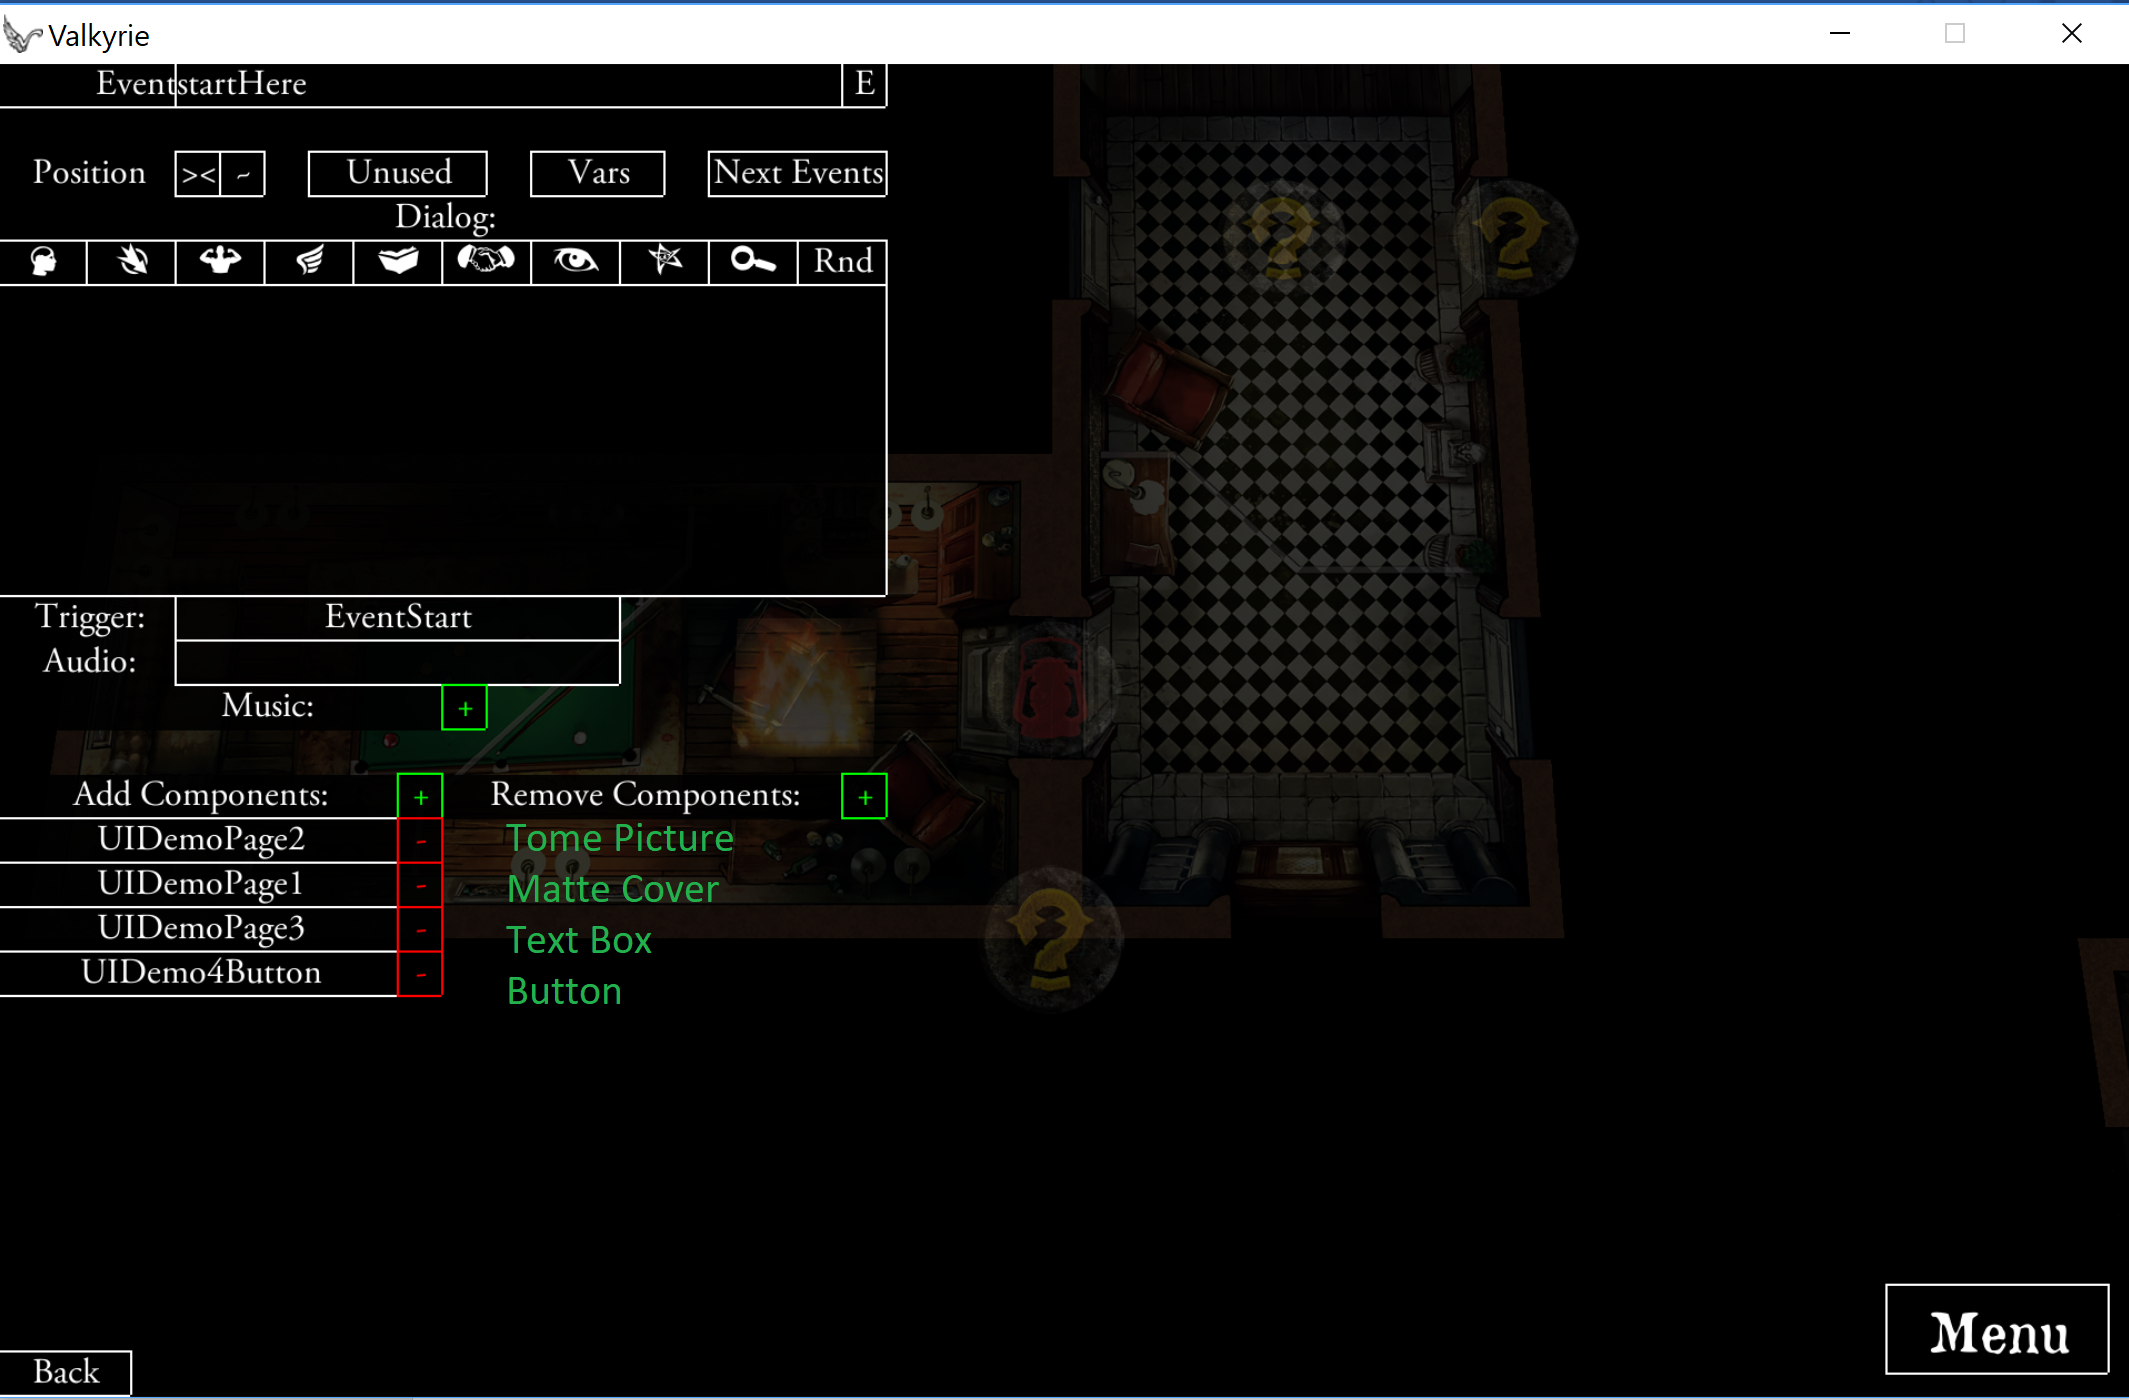 Valkyrie
EventstartHere E
Position >< ~ Unused Vars Next Events
Dialog:
Rnd
Trigger: EventStart
Audio:
Music: +
Add Components: + Remove Components: +
UIDemoPage2 - Tome Picture
UIDemoPage1 - Matte Cover
UIDemoPage3 - Text Box
UIDemo4Button - Button
Menu
Back